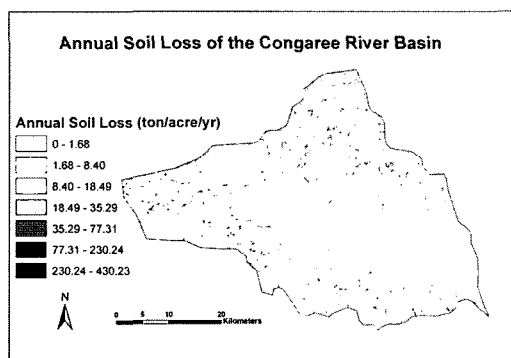 Annual Soil Loss of the Congaree River Basin
Annual Soil Loss (ton/acre/yr)
0 - 1.68
1.68 - 8.40
8.40 - 18.49
18.49 - 35.29
35.29 - 77.31
77.31 - 230.24
230.24 - 430.23
N
0 5 10 20
Kilometers